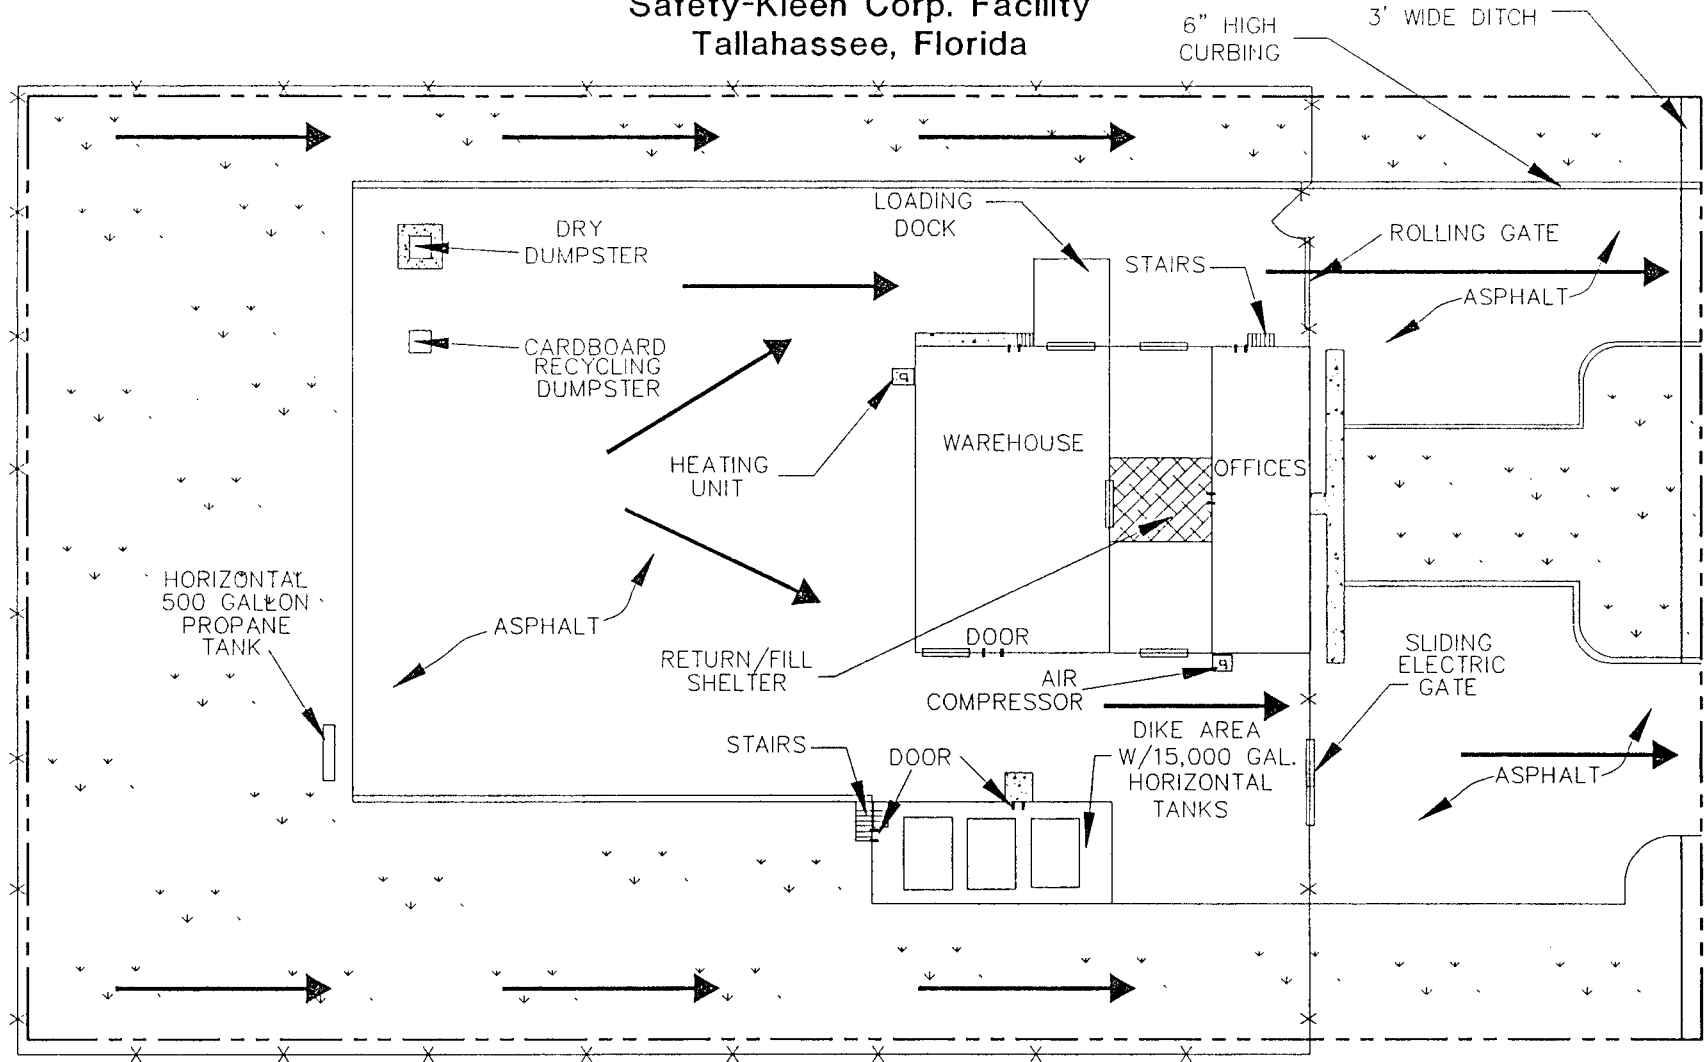 Safety-Kleen Corp. Facility
Tallahassee, Florida
6" HIGH
CURBING
3' WIDE DITCH
LOADING
DOCK
DRY
DUMPSTER
STAIRS
ROLLING GATE
ASPHALT
CARDBOARD
RECYCLING
DUMPSTER
HEATING
UNIT
WAREHOUSE
OFFICES
HORIZONTAL
500 GALLON
PROPANE
TANK
ASPHALT
RETURN/FILL
SHELTER
DOOR
AIR
COMPRESSOR
SLIDING
ELECTRIC
GATE
STAIRS
DOOR
DIKE AREA
W/15,000 GAL.
HORIZONTAL
TANKS
ASPHALT